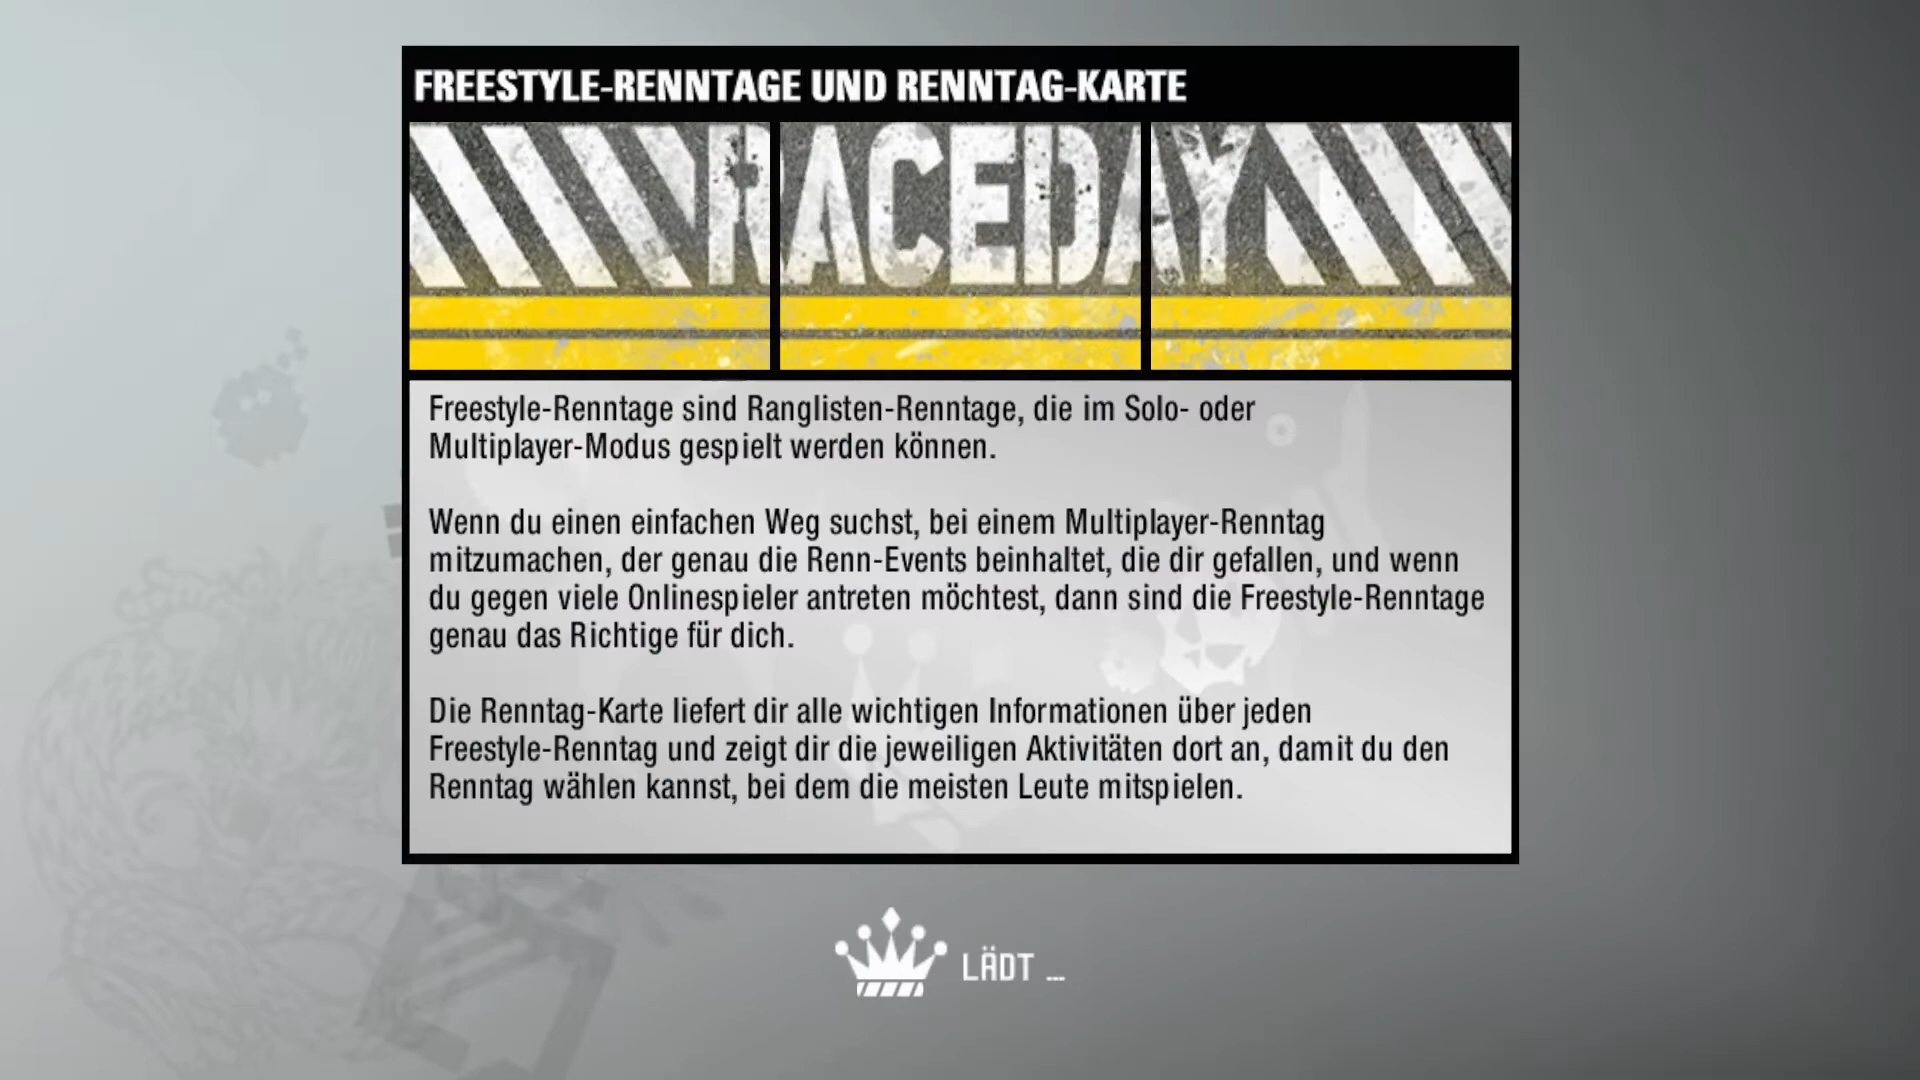 FREESTYLE-RENNTAGE UND RENNTAG-KARTE
RACEDAY
Freestyle-Renntage sind Ranglisten-Renntage, die im Solo- oder
Multiplayer-Modus gespielt werden können.
Wenn du einen einfachen Weg suchst, bei einem Multiplayer-Renntag
mitzumachen, der genau die Renn-Events beinhaltet, die dir gefallen, und wenn
du gegen viele Onlinespieler antreten möchtest, dann sind die Freestyle-Renntage
genau das Richtige für dich.
Die Renntag-Karte liefert dir alle wichtigen Informationen über jeden
Freestyle-Renntag und zeigt dir die jeweiligen Aktivitäten dort an, damit du den
Renntag wählen kannst, bei dem die meisten Leute mitspielen.
LÄDT ...